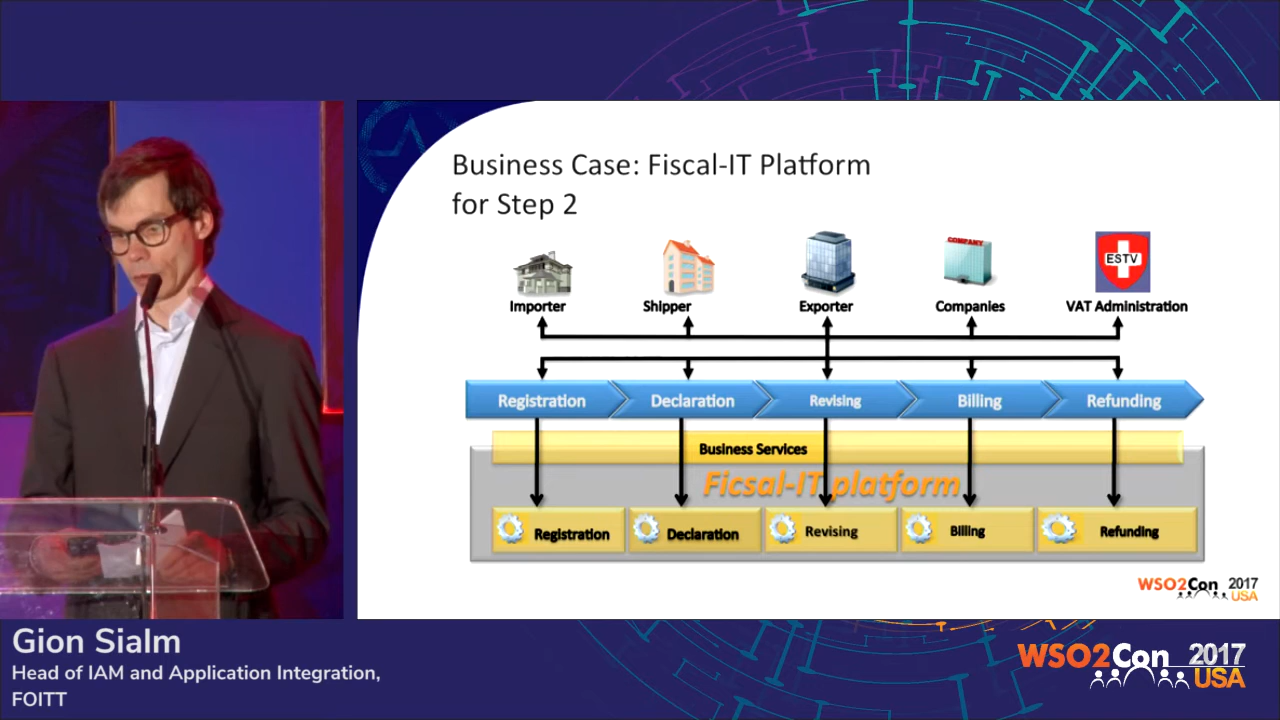 Business Case: Fiscal-IT Platform
for Step 2
COMPANY
ESTV
Importer
Shipper
Exporter
Companies
VAT Administration
Registration
Declaration
Revising
Billing
Refunding
Business Services
Ficsal-IT platform
Registration
Declaration
Revising
Billing
Refunding
WSO2Con 2017
USA
Gion Sialm
Head of IAM and Application Integration,
FOITT
WSO2Con 2017
USA